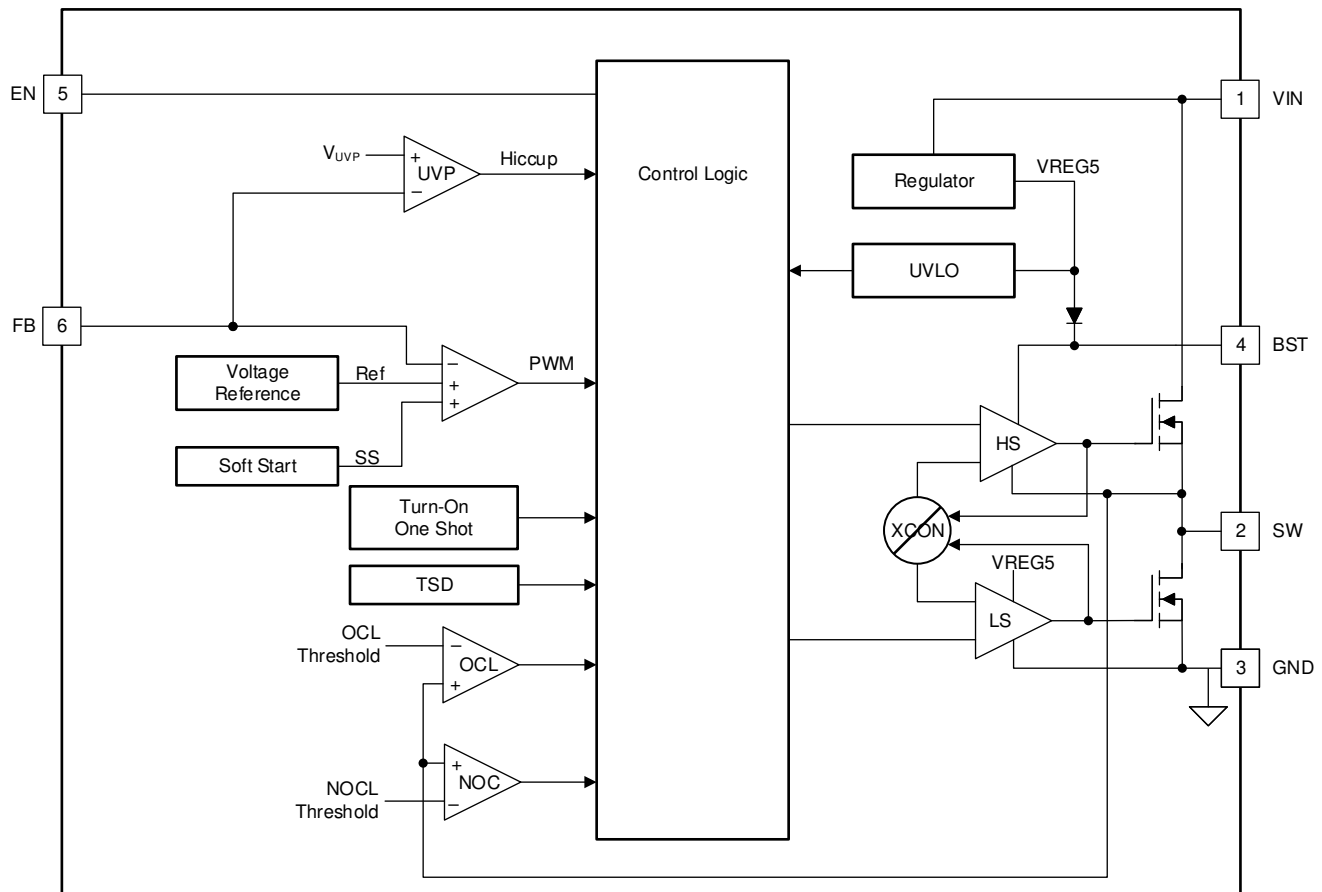 EN
5
1
VIN
VUVP
+
UVP
−
Hiccup
Control Logic
Regulator
VREG5
UVLO
FB
6
4
BST
Voltage
Reference
Ref
−
+
+
PWM
Soft Start
SS
HS
Turn-On
One Shot
XCON
2
SW
TSD
VREG5
LS
OCL
Threshold
−
OCL
+
3
GND
NOCL
Threshold
+
NOC
−